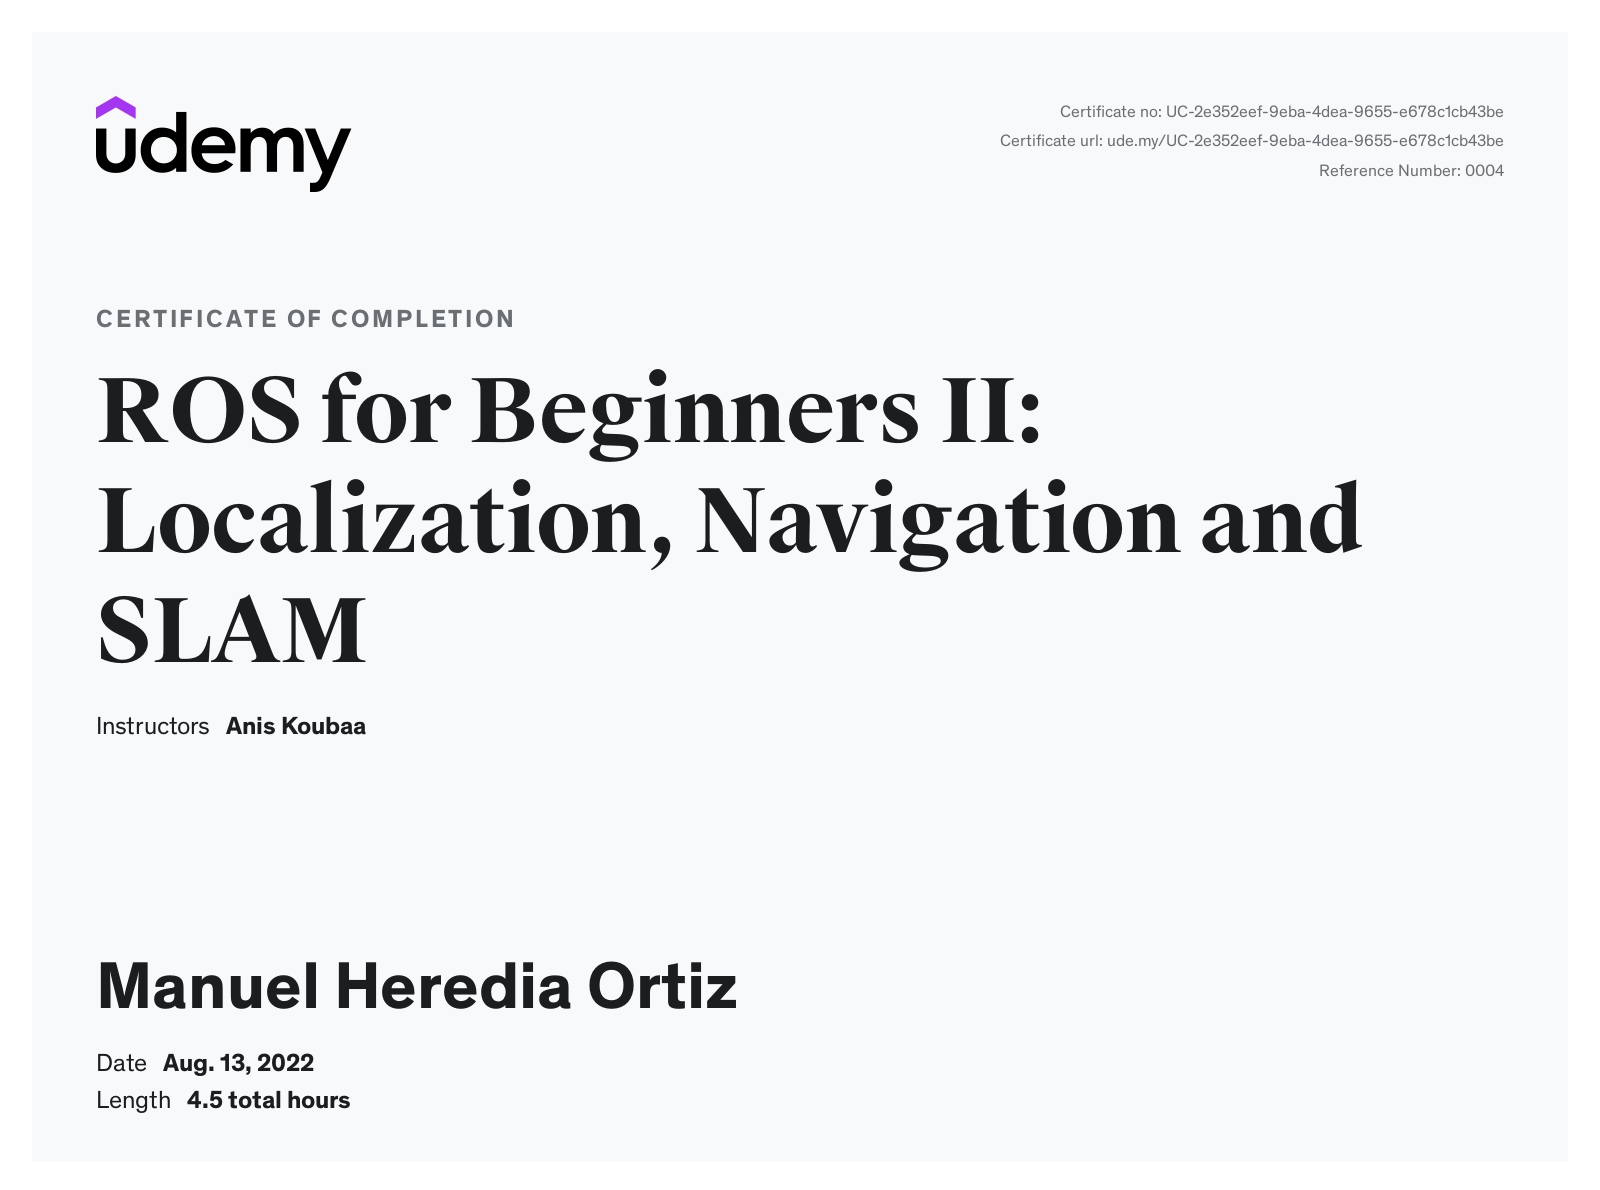 udemy
Certificate no: UC-2e352eef-9eba-4dea-9655-e678c1cb43be
Certificate url: ude.my/UC-2e352eef-9eba-4dea-9655-e678c1cb43be
Reference Number: 0004
CERTIFICATE OF COMPLETION
ROS for Beginners II:
Localization, Navigation and
SLAM
Instructors Anis Koubaa
Manuel Heredia Ortiz
Date Aug. 13, 2022
Length 4.5 total hours